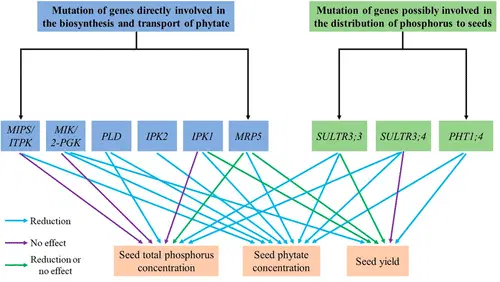 Mutation of genes directly involved in
the biosynthesis and transport of phytate
Mutation of genes possibly involved in
the distribution of phosphorus to seeds
MIPS/
ITPK
MIK/
2-PGK
PLD
IPK2
IPK1
MRP5
SULTR3;3
SULTR3;4
PHT1;4
Reduction
No effect
Reduction or
no effect
Seed total phosphorus
concentration
Seed phytate
concentration
Seed yield